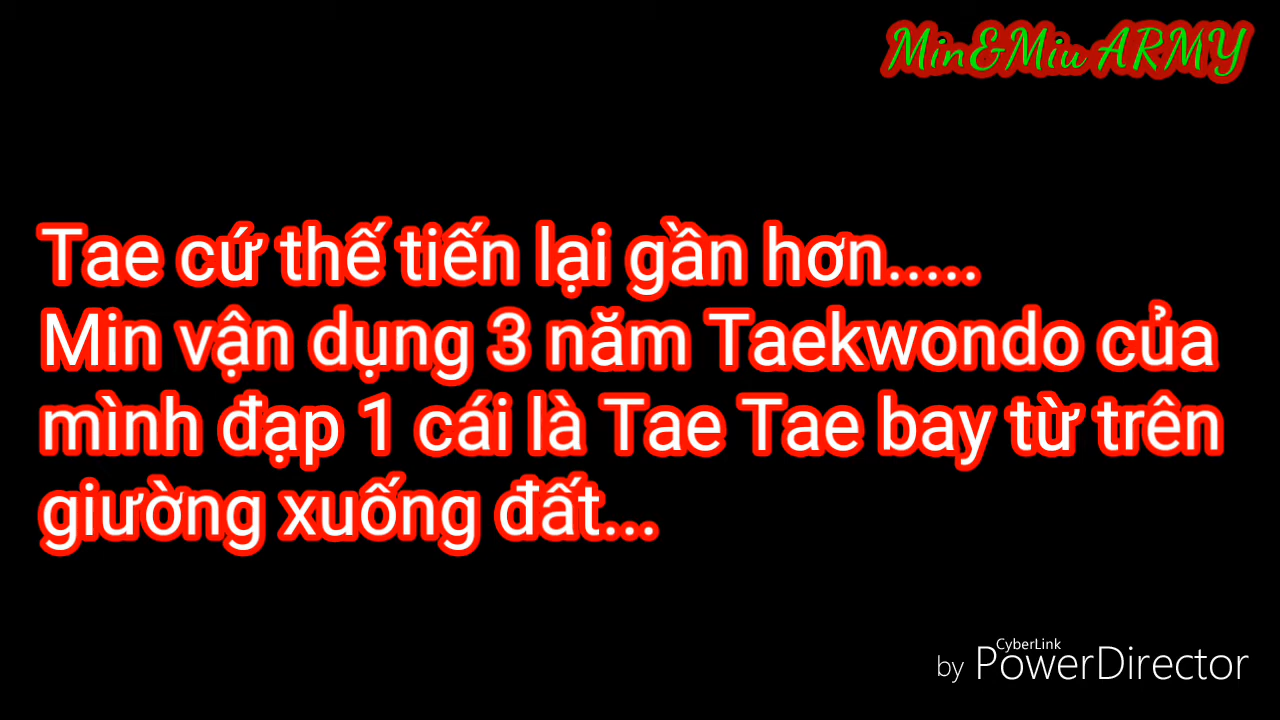 Min&Miu ARMY
Tae cứ thế tiến lại gần hơn.....
Min vận dụng 3 năm Taekwondo của
mình đạp 1 cái là Tae Tae bay từ trên
giường xuống đất...
CyberLink
by PowerDirector